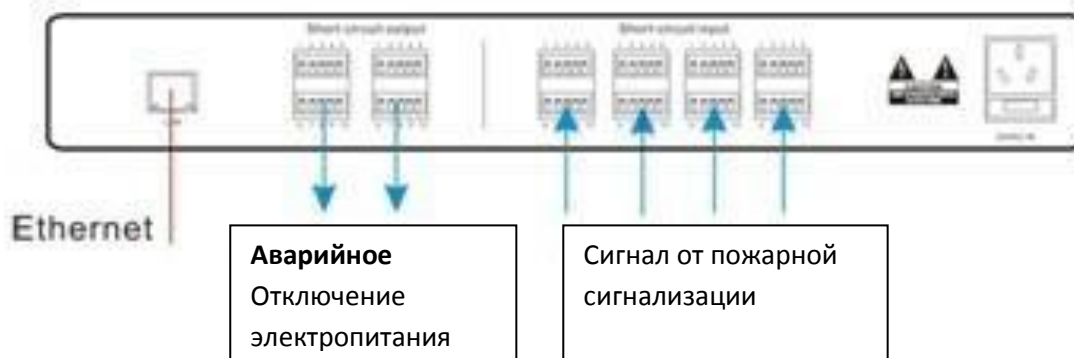 Short-circuit output
Short-circuit input
Ethernet
Аварийное
Отключение
электропитания
Сигнал от пожарной
сигнализации